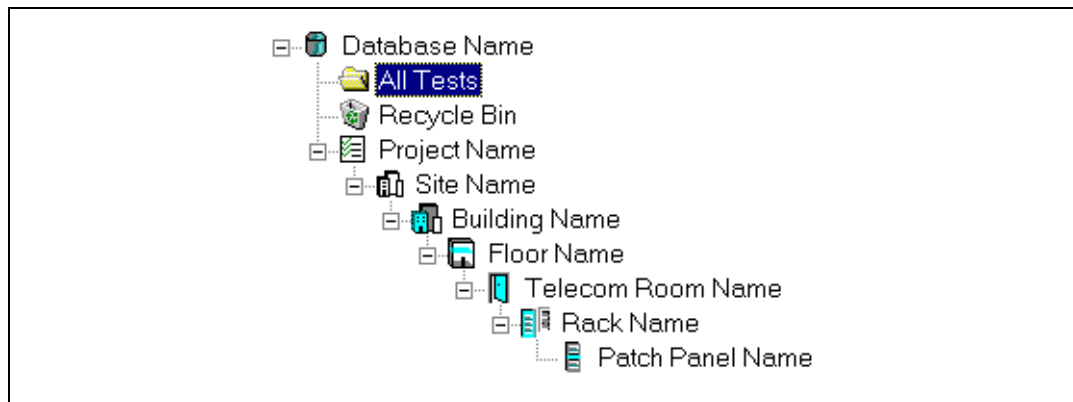 Database Name
All Tests
Recycle Bin
Project Name
Site Name
Building Name
Floor Name
Telecom Room Name
Rack Name
Patch Panel Name